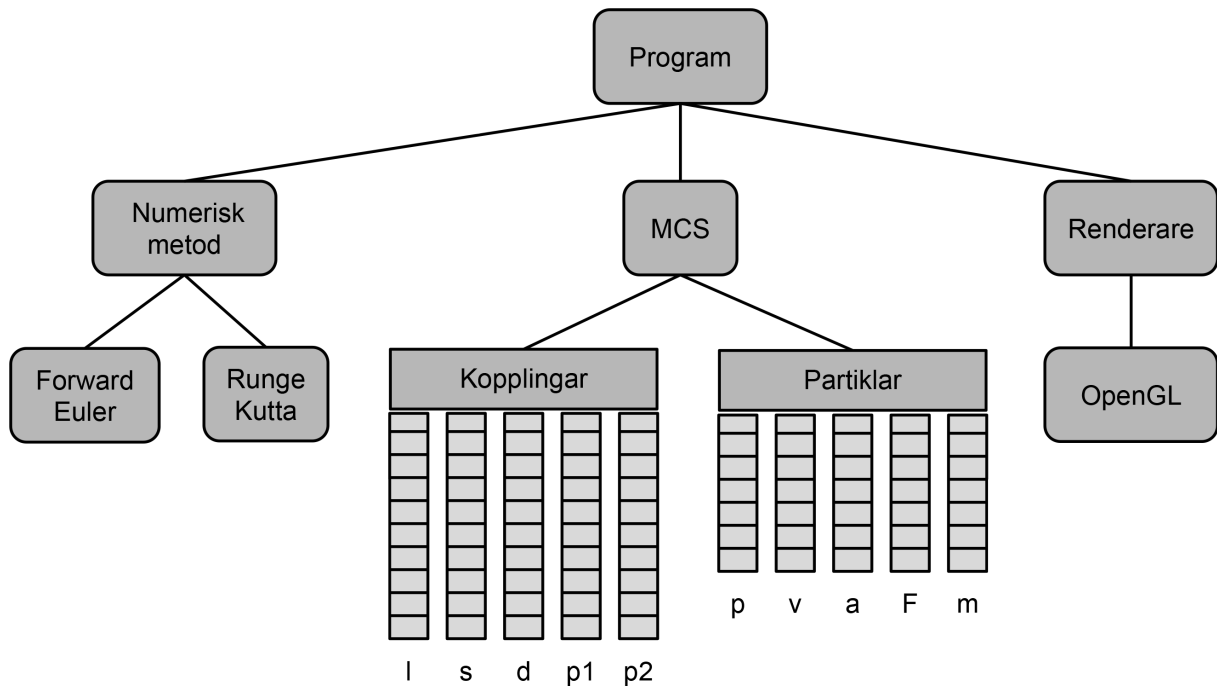 Program
Numerisk
metod
MCS
Renderare
Forward
Euler
Runge
Kutta
Kopplingar
Partiklar
OpenGL
p v a F m
l s d p1 p2